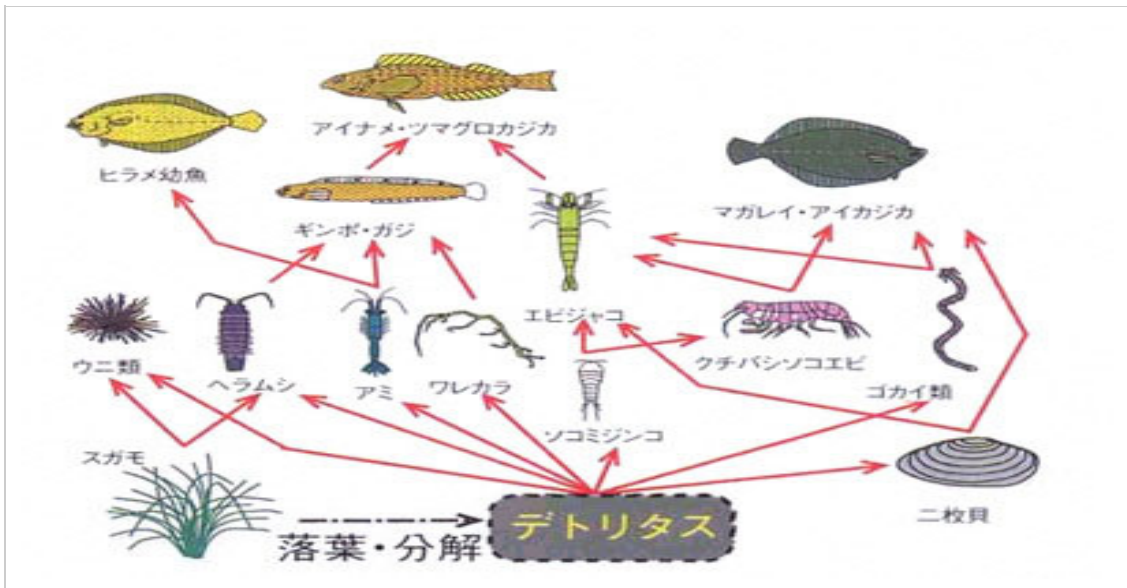 アイナメ・ツマグロカジカ
ヒラメ幼魚
マガレイ・アイカジカ
ギンポ・ガジ
エビジャコ
ウニ類
ヘラムシ
アミ
ワレカラ
クチバシソコエビ
ゴカイ類
ソコミジンコ
スガモ
二枚貝
デトリタス
落葉・分解